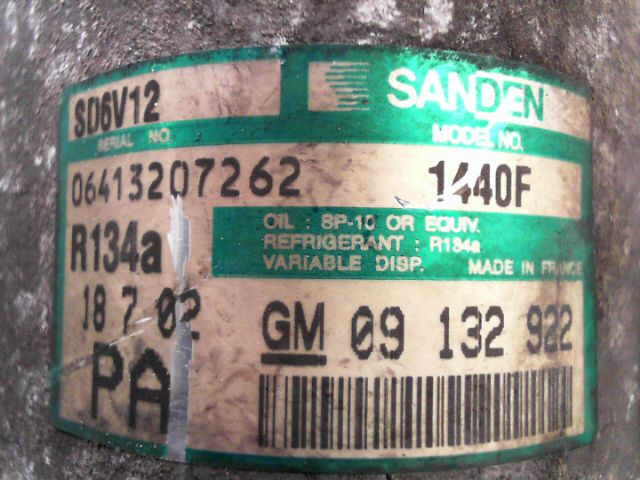 SD6V12
SANDEN
SERIAL NO.
MODEL NO.
06413207262
1440F
R134a
OIL : SP-10 OR EQUIV.
REFRIGERANT : R134a
VARIABLE DISP. MADE IN FRANCE
18 7 02
GM 09 132 922
PA